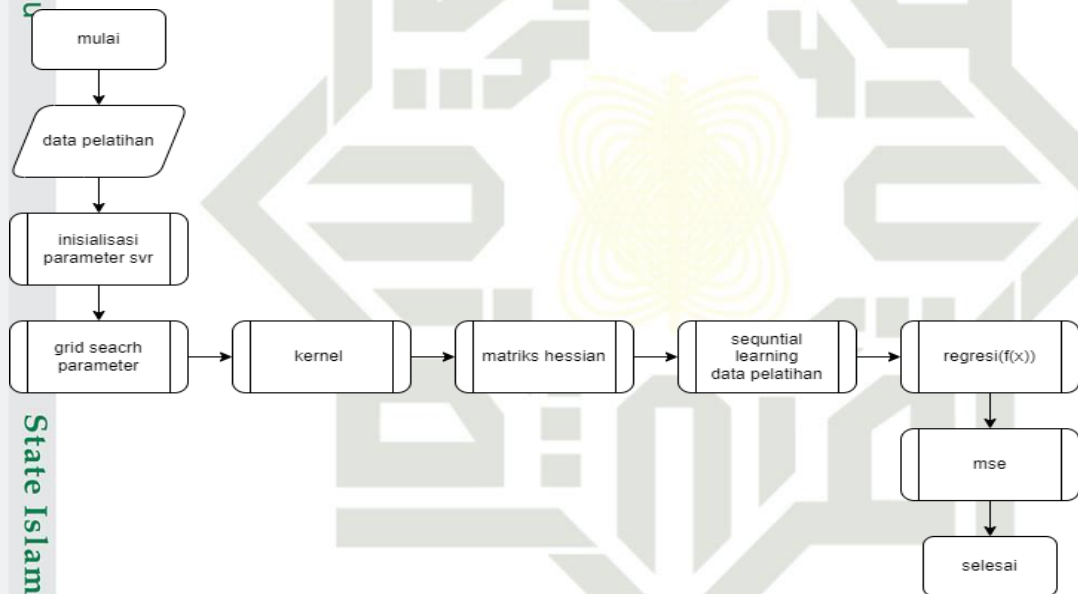 u
mulai
data pelatihan
inisialisasi
parameter svr
grid seacrh
parameter
kernel
matriks hessian
sequntial
learning
data pelatihan
regresi(f(x))
mse
selesai
State Islam